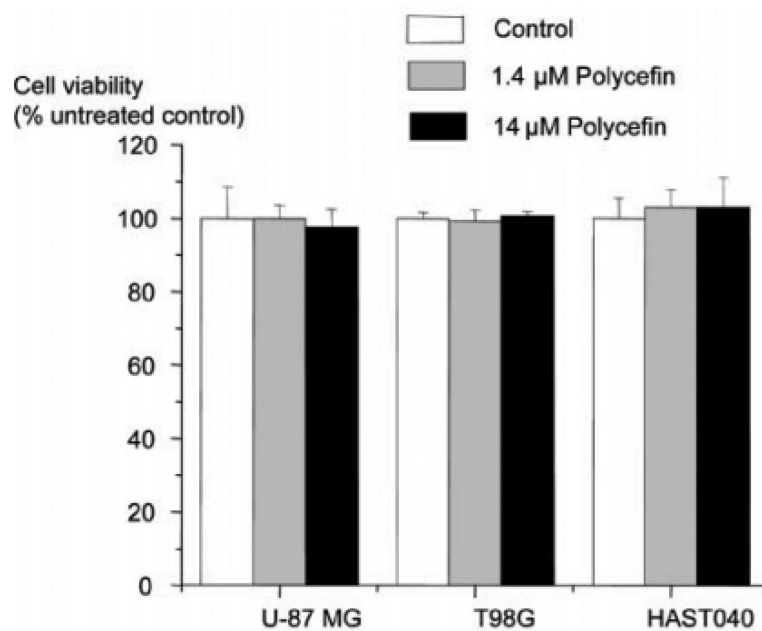 Control
1.4 µM Polycefin
14 µM Polycefin
Cell viability
(% untreated control)
120
100
80
60
40
20
0
U-87 MG
T98G
HAST040